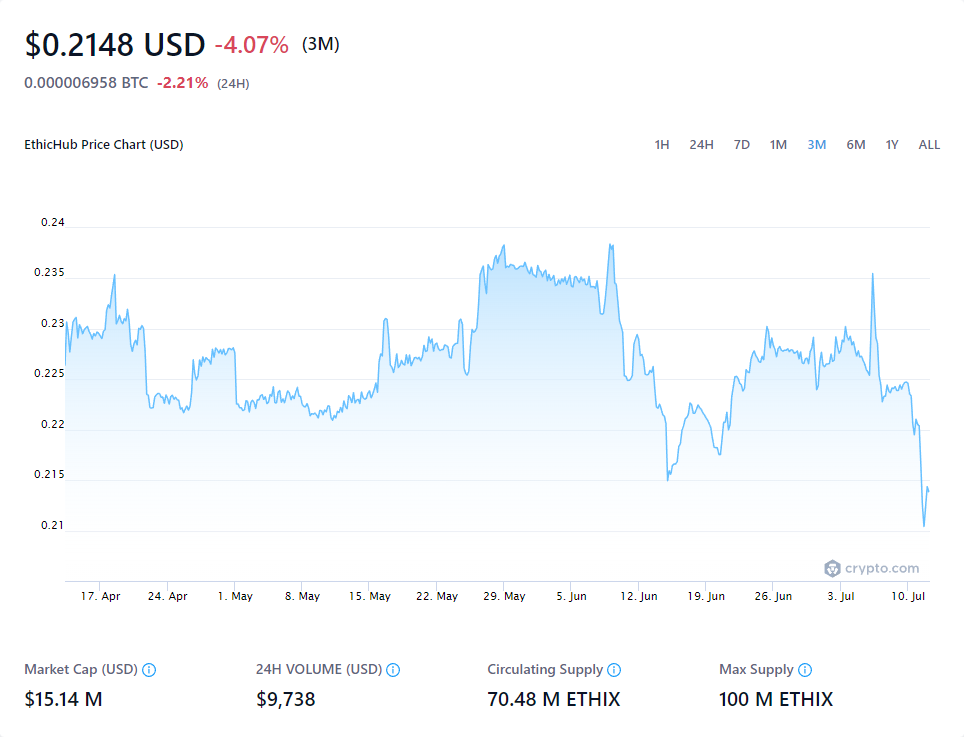 $0.2148 USD -4.07% (3M)
0.000006958 BTC -2.21% (24H)
EthicHub Price Chart (USD)
1H 24H 7D 1M 3M 6M 1Y ALL
0.24
0.235
0.23
0.225
0.22
0.215
0.21
crypto.com
17. Apr 24. Apr 1. May 8. May 15. May 22. May 29. May 5. Jun 12. Jun 19. Jun 26. Jun 3. Jul 10. Jul
Market Cap (USD) 24H VOLUME (USD) Circulating Supply Max Supply
$15.14 M $9,738 70.48 M ETHIX 100 M ETHIX